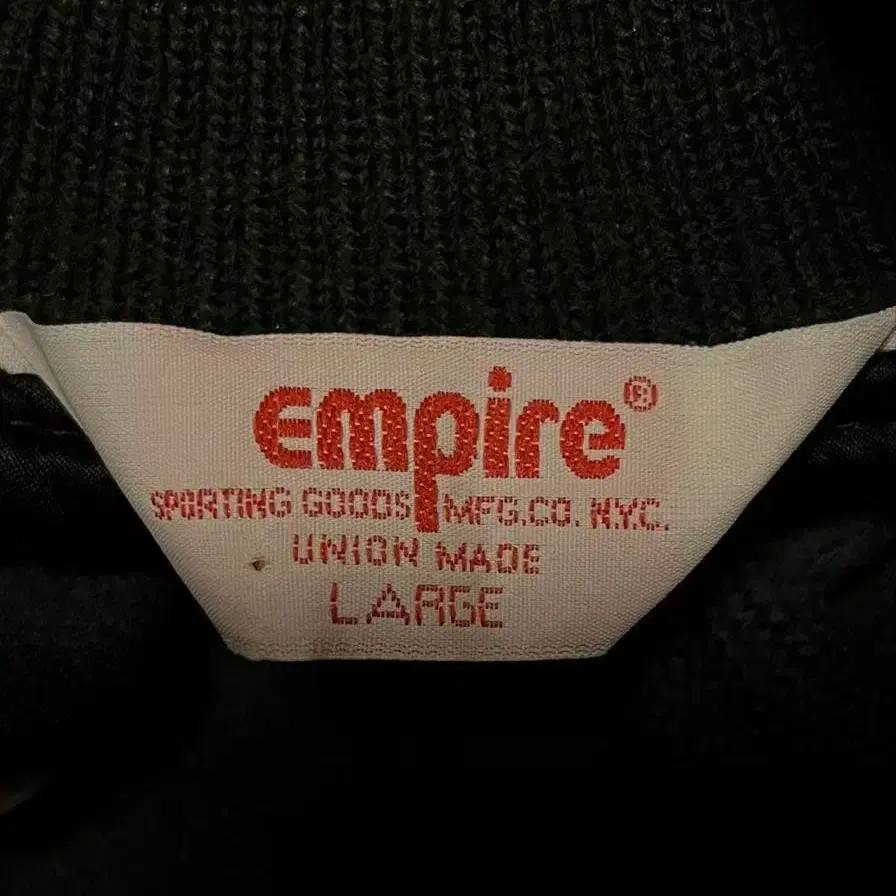 empire®
SPORTING GOODS MFG.CO. N.Y.C.
UNION MADE
LARGE